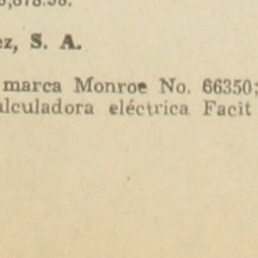 ez, S. A.
marca Monroe No. 66350;
alculadora eléctrica Facit